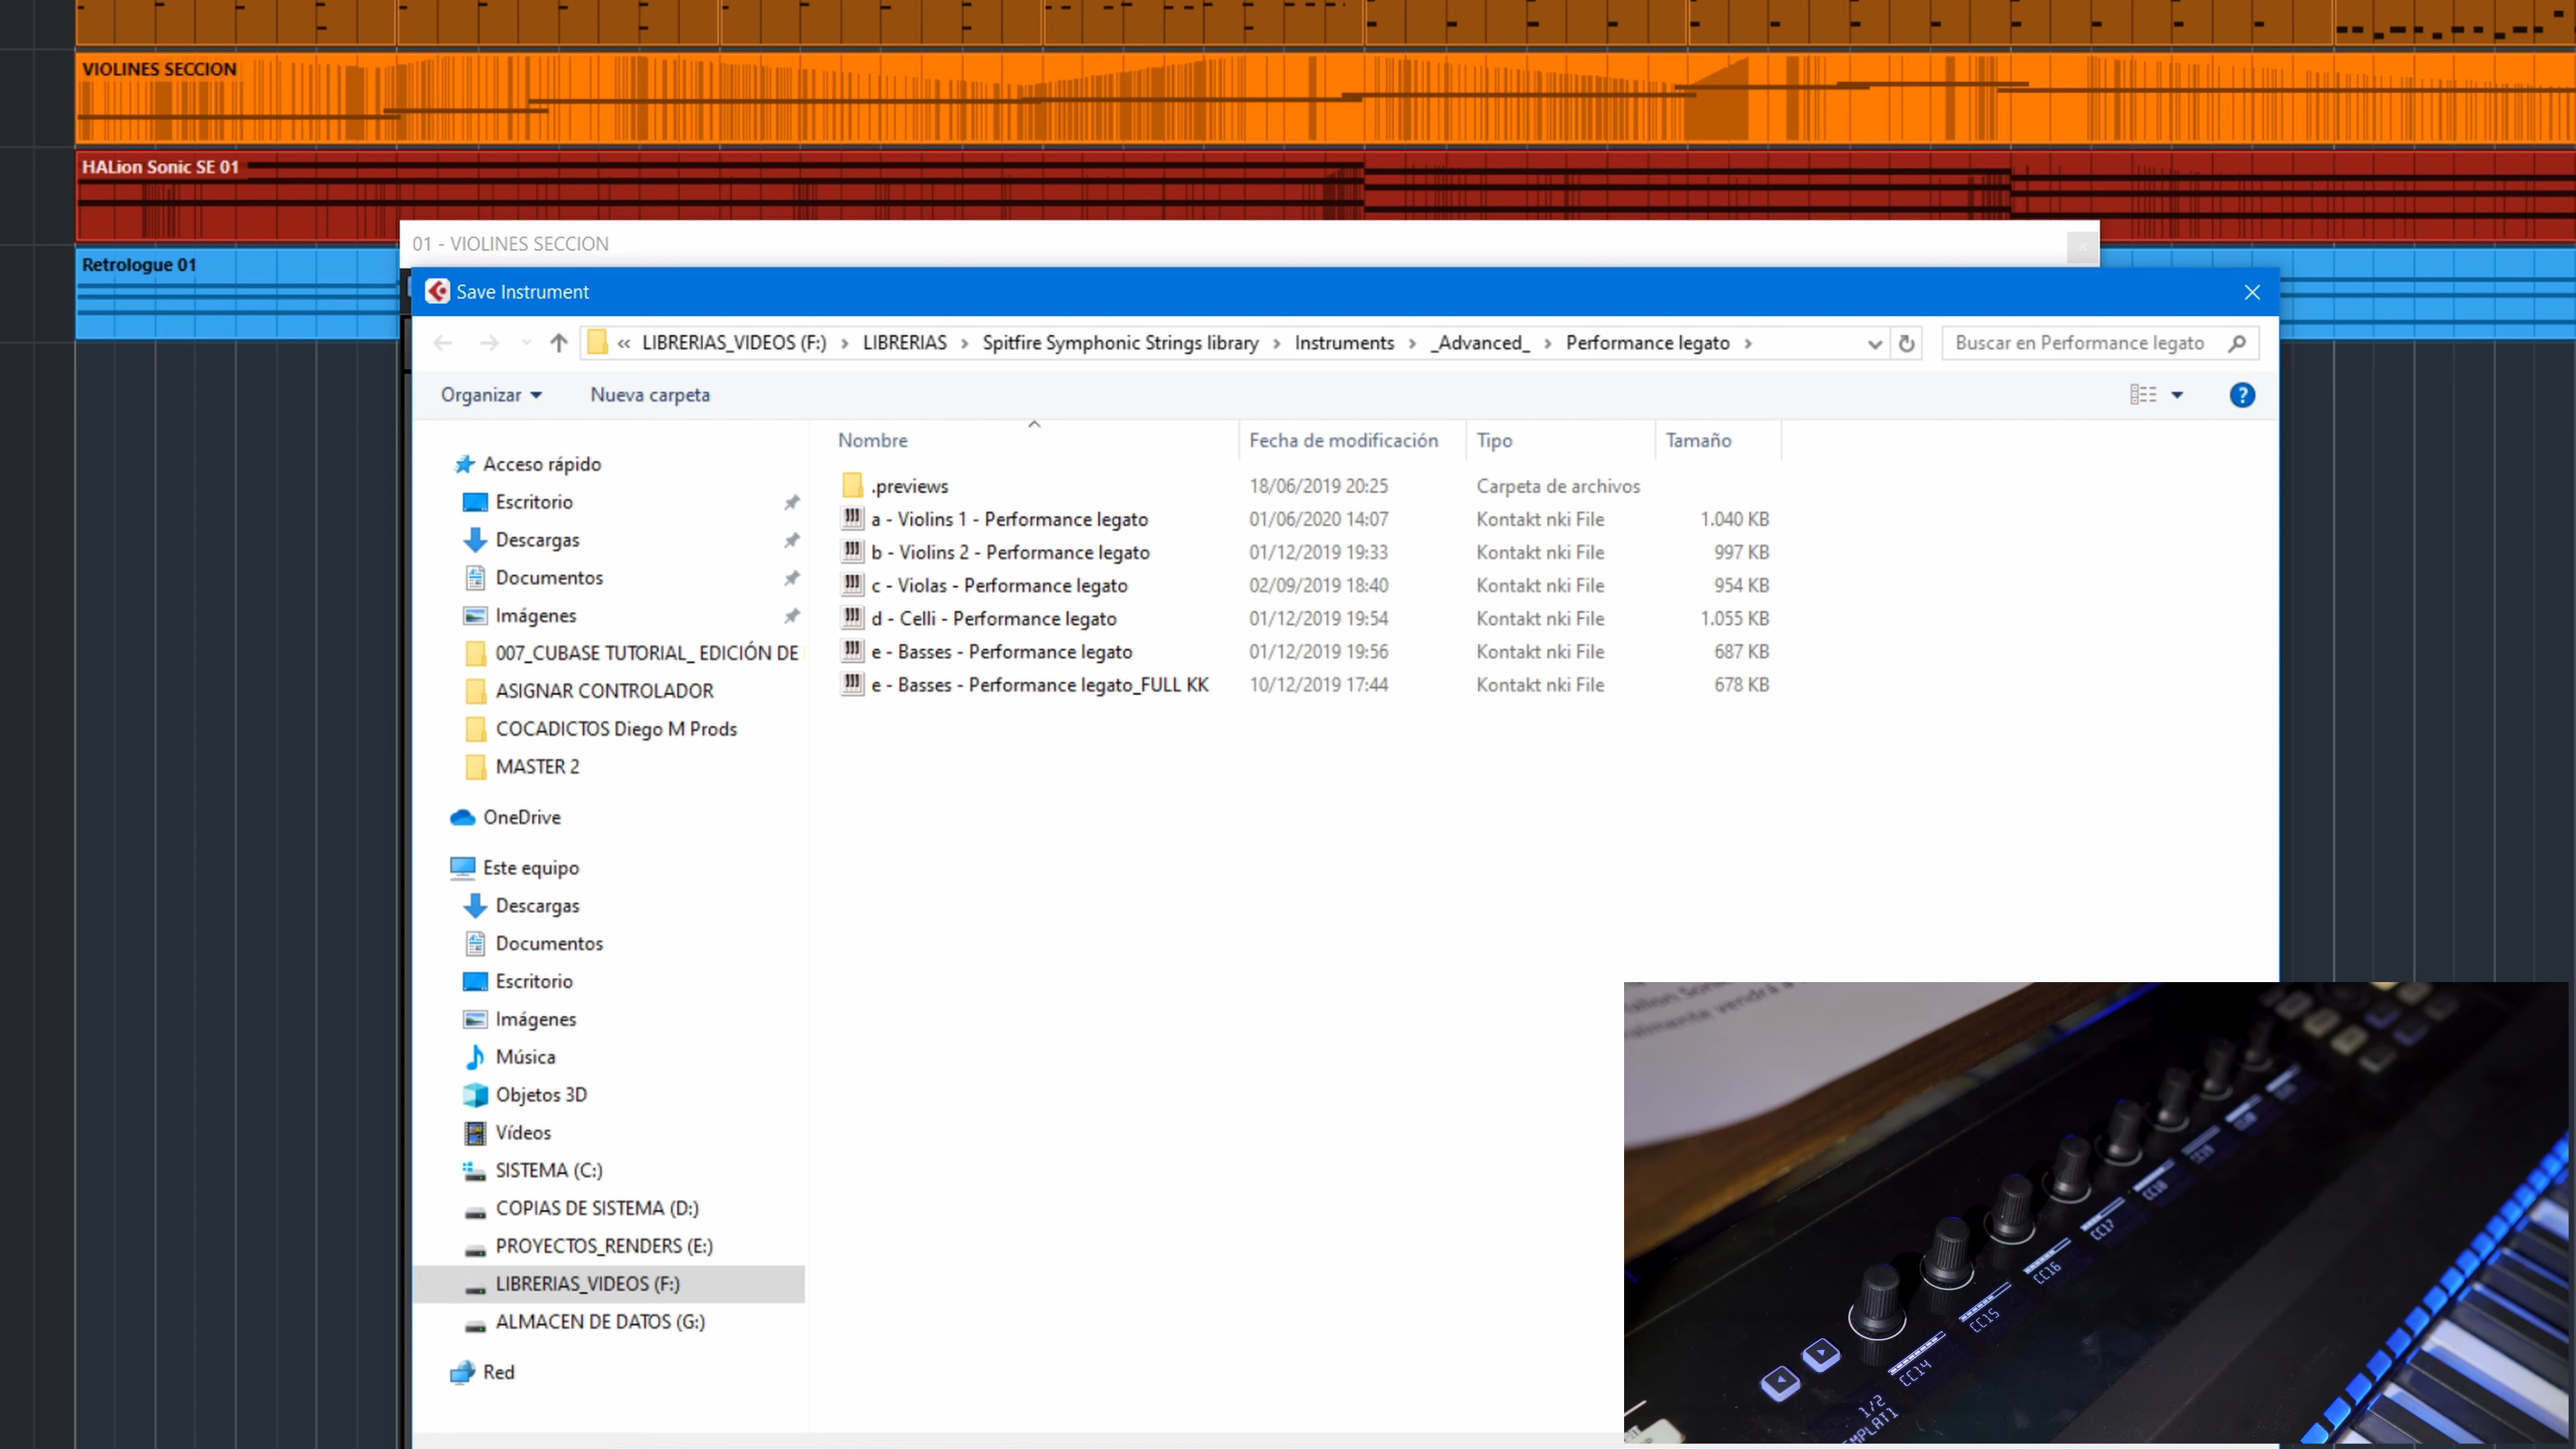 VIOLINES SECCION
HALion Sonic SE 01
Retrologue 01
01 - VIOLINES SECCION
Save Instrument
« LIBRERIAS_VIDEOS (F:) › LIBRERIAS › Spitfire Symphonic Strings library › Instruments › _Advanced_ › Performance legato ›
Buscar en Performance legato
Organizar
Nueva carpeta
?
Nombre Fecha de modificación Tipo Tamaño
.previews 18/06/2019 20:25 Carpeta de archivos
a - Violins 1 - Performance legato 01/06/2020 14:07 Kontakt nki File 1.040 KB
b - Violins 2 - Performance legato 01/12/2019 19:33 Kontakt nki File 997 KB
c - Violas - Performance legato 02/09/2019 18:40 Kontakt nki File 954 KB
d - Celli - Performance legato 01/12/2019 19:54 Kontakt nki File 1.055 KB
e - Basses - Performance legato 01/12/2019 19:56 Kontakt nki File 687 KB
e - Basses - Performance legato_FULL KK 10/12/2019 17:44 Kontakt nki File 678 KB
Acceso rápido
Escritorio
Descargas
Documentos
Imágenes
007_CUBASE TUTORIAL_ EDICIÓN DE
ASIGNAR CONTROLADOR
COCADICTOS Diego M Prods
MASTER 2
OneDrive
Este equipo
Descargas
Documentos
Escritorio
Imágenes
Música
Objetos 3D
Vídeos
SISTEMA (C:)
COPIAS DE SISTEMA (D:)
PROYECTOS_RENDERS (E:)
LIBRERIAS_VIDEOS (F:)
ALMACEN DE DATOS (G:)
Red
CC14
CC15
CC16
CC17
CC18
1/2